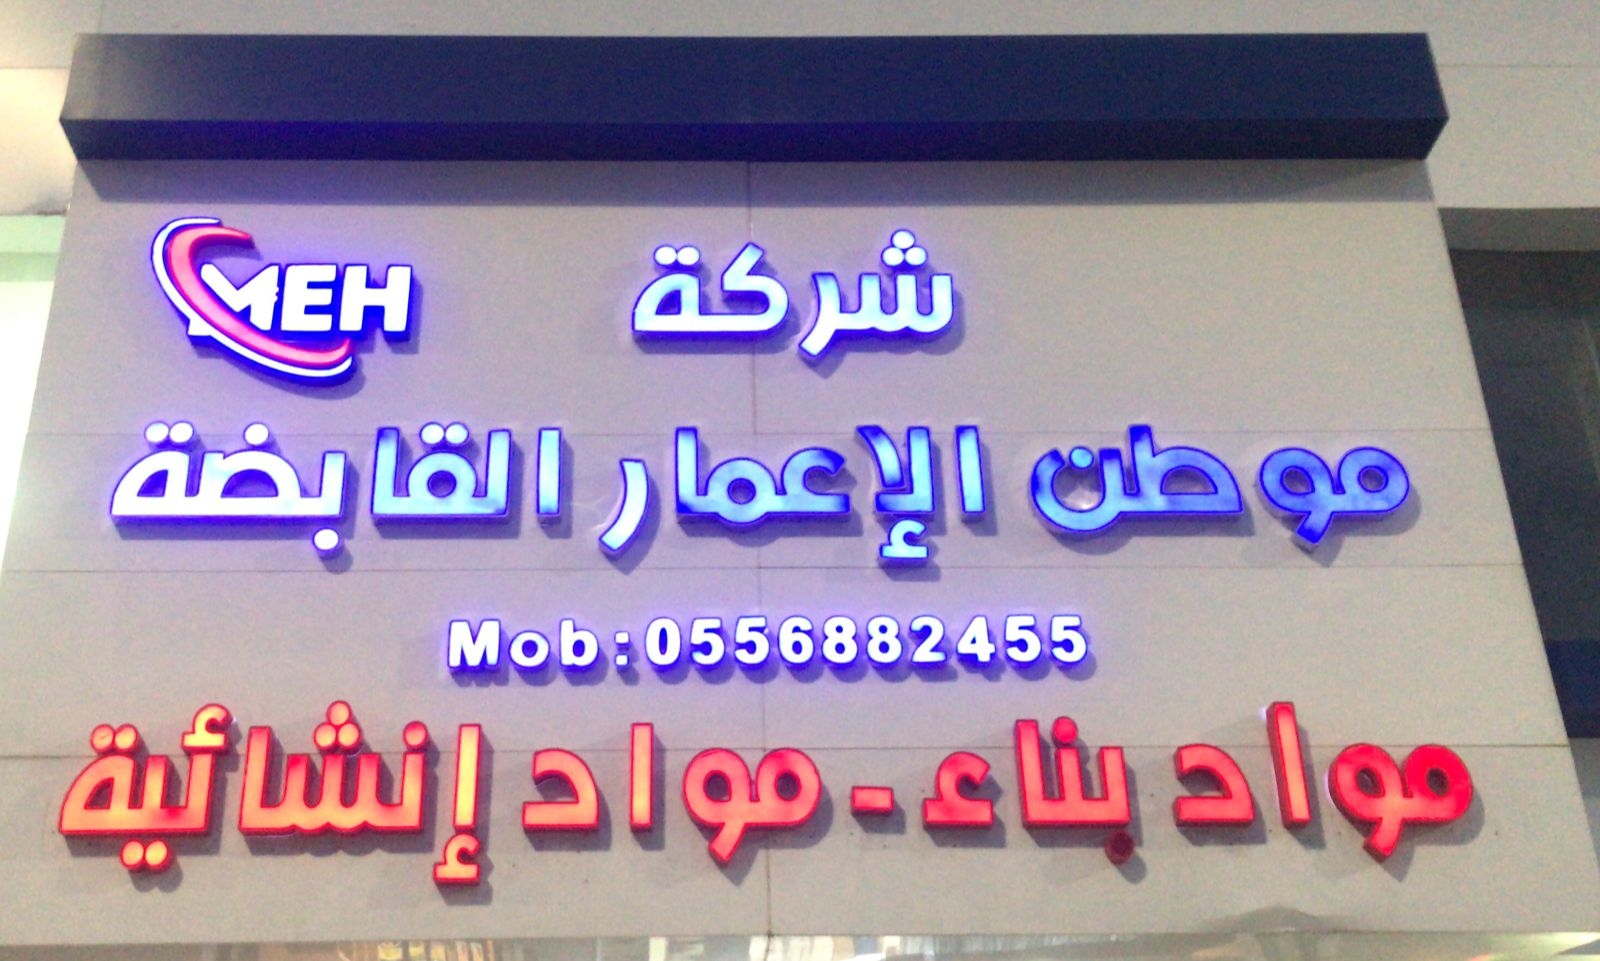 MEH
شركة
موطن الإعمار القابضة
Mob:0556882455
مواد بناء - مواد إنشائية